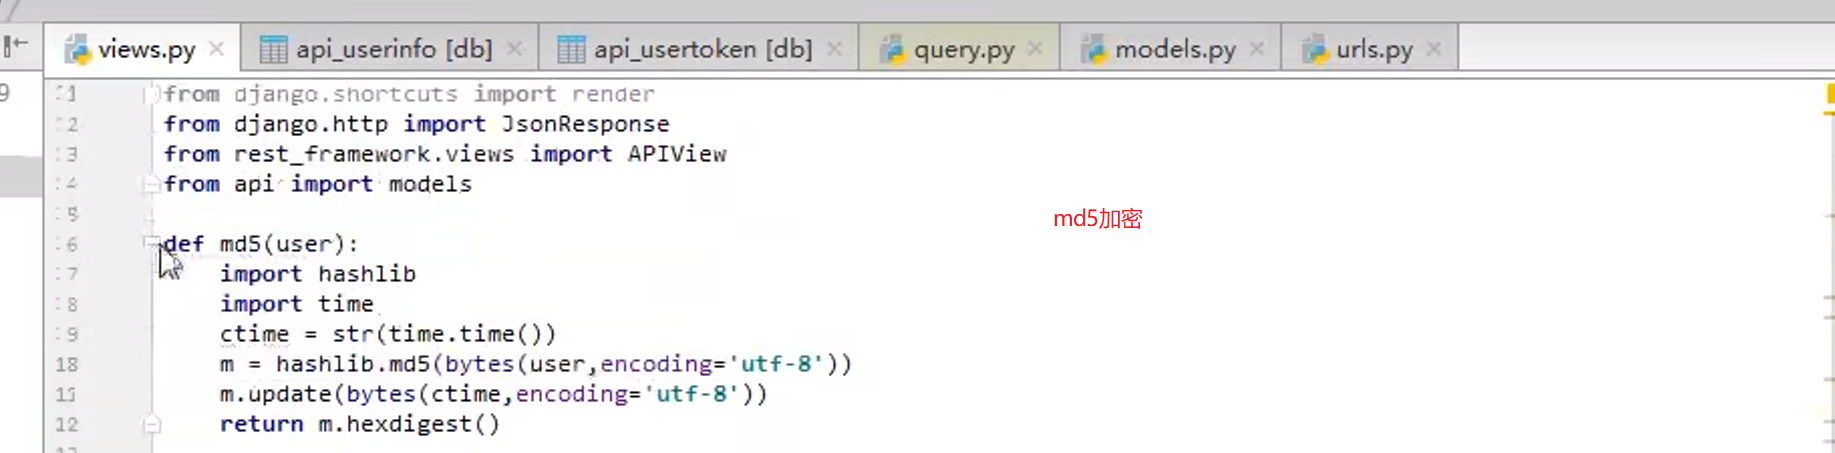 views.py api_userinfo [db] api_usertoken [db] query.py models.py urls.py
9
1 from django.shortcuts import render
2 from django.http import JsonResponse
3 from rest_framework.views import APIView
4 from api import models
5
md5加密
6 def md5(user):
7 import hashlib
8 import time
9 ctime = str(time.time())
10 m = hashlib.md5(bytes(user,encoding='utf-8'))
11 m.update(bytes(ctime,encoding='utf-8'))
12 return m.hexdigest()